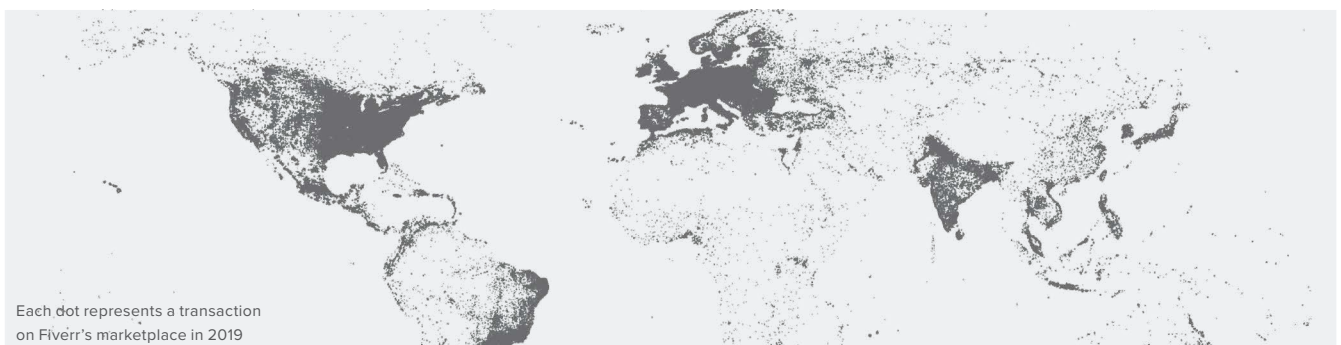 Each dot represents a transaction
on Fiverr's marketplace in 2019